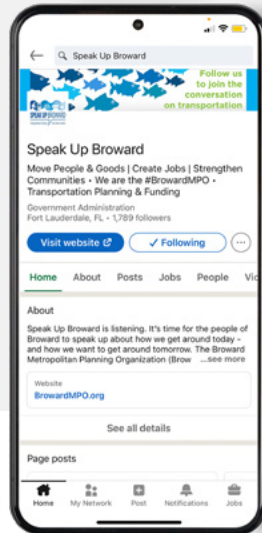 Speak Up Broward
Follow us
to join the
conversation
on transportation
SPEAK UP BROWARD
Speak Up Broward
Move People & Goods | Create Jobs | Strengthen
Communities • We are the #BrowardMPO •
Transportation Planning & Funding
Government Administration
Fort Lauderdale, FL • 1,789 followers
Visit website
✓ Following
Home About Posts Jobs People Vid
About
Speak Up Broward is listening. It's time for the people of
Broward to speak up about how we get around today –
and how we want to get around tomorrow. The Broward
Metropolitan Planning Organization (Brow ...see more
Website
BrowardMPO.org
See all details
Page posts
Home My Network Post Notifications Jobs